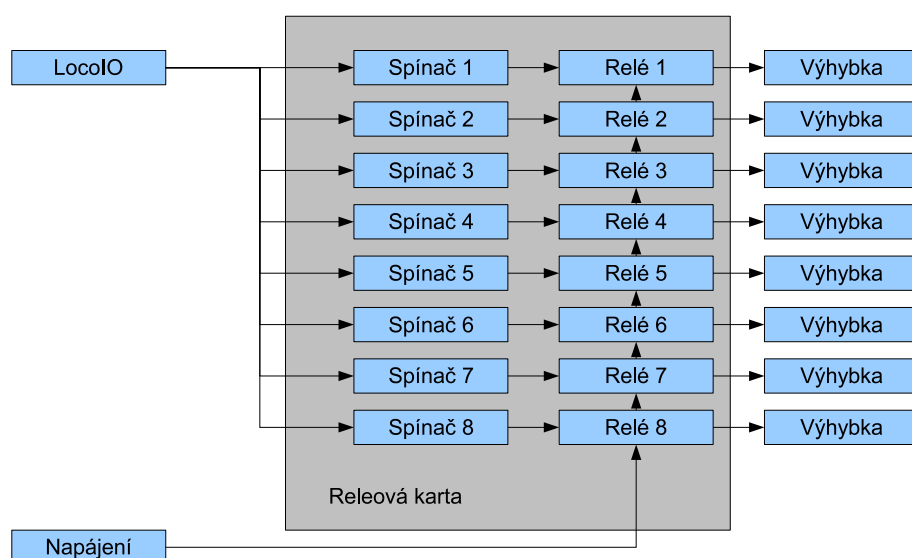 LocoIO
Spínač 1
Relé 1
Výhybka
Spínač 2
Relé 2
Výhybka
Spínač 3
Relé 3
Výhybka
Spínač 4
Relé 4
Výhybka
Spínač 5
Relé 5
Výhybka
Spínač 6
Relé 6
Výhybka
Spínač 7
Relé 7
Výhybka
Spínač 8
Relé 8
Výhybka
Releová karta
Napájení